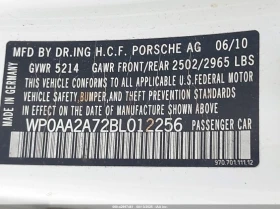 MFD BY DR.ING H.C.F. PORSCHE AG 06/10
GVWR 5214 GAWR FRONT/REAR 2502/2965 LBS
THIS VEHICLE CONFORMS TO ALL APPLICABLE
FEDERAL MOTOR VEHICLE
SAFETY, BUMPER, AND THEFT PREVENTION STANDARDS
IN EFFECT ON THE DATE OF MANUFACTURE SHOWN ABOVE
WP0AA2A72BL012256 PASSENGER CAR
MADE IN GERMANY
970.701.111.12